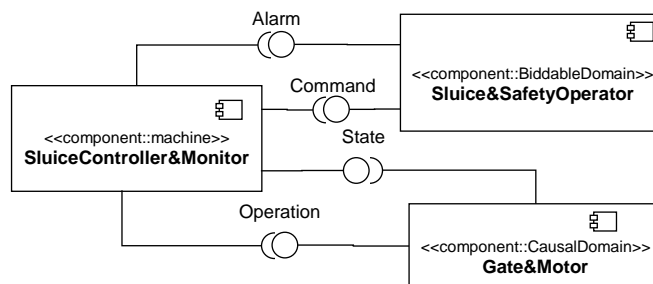 Alarm
<<component::BiddableDomain>>
Sluice&SafetyOperator
Command
<<component::machine>>
SluiceController&Monitor
State
Operation
<<component::CausalDomain>>
Gate&Motor